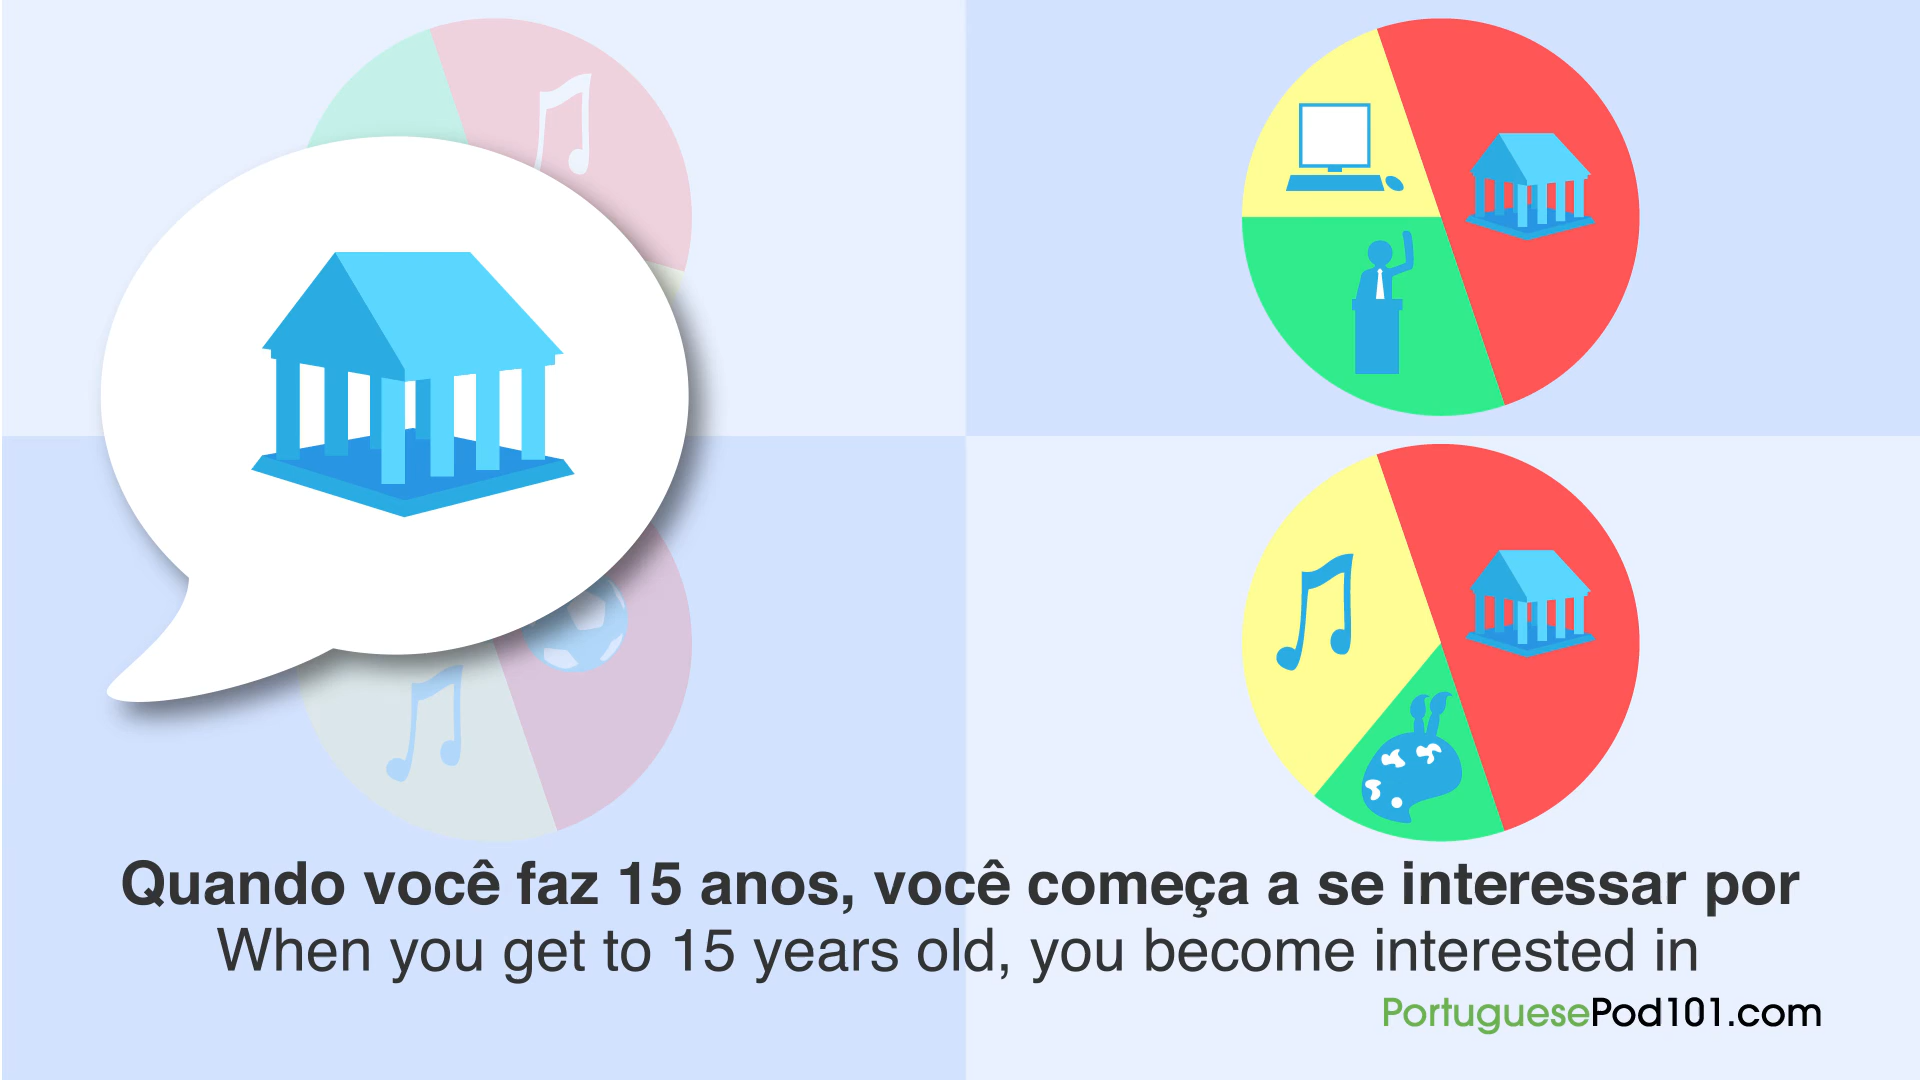 Quando você faz 15 anos, você começa a se interessar por
When you get to 15 years old, you become interested in
PortuguesePod101.com